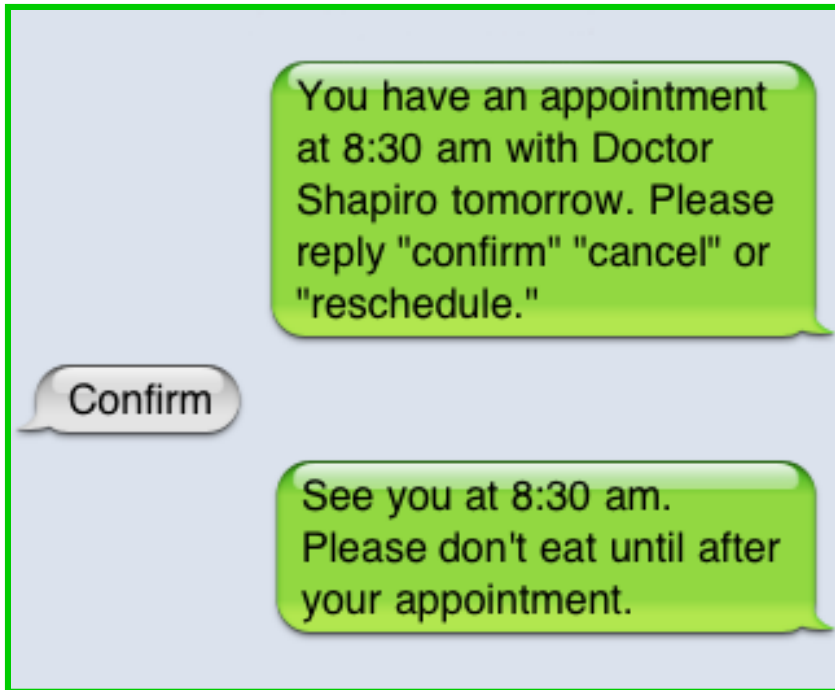 You have an appointment
at 8:30 am with Doctor
Shapiro tomorrow. Please
reply "confirm" "cancel" or
"reschedule."
Confirm
See you at 8:30 am.
Please don't eat until after
your appointment.